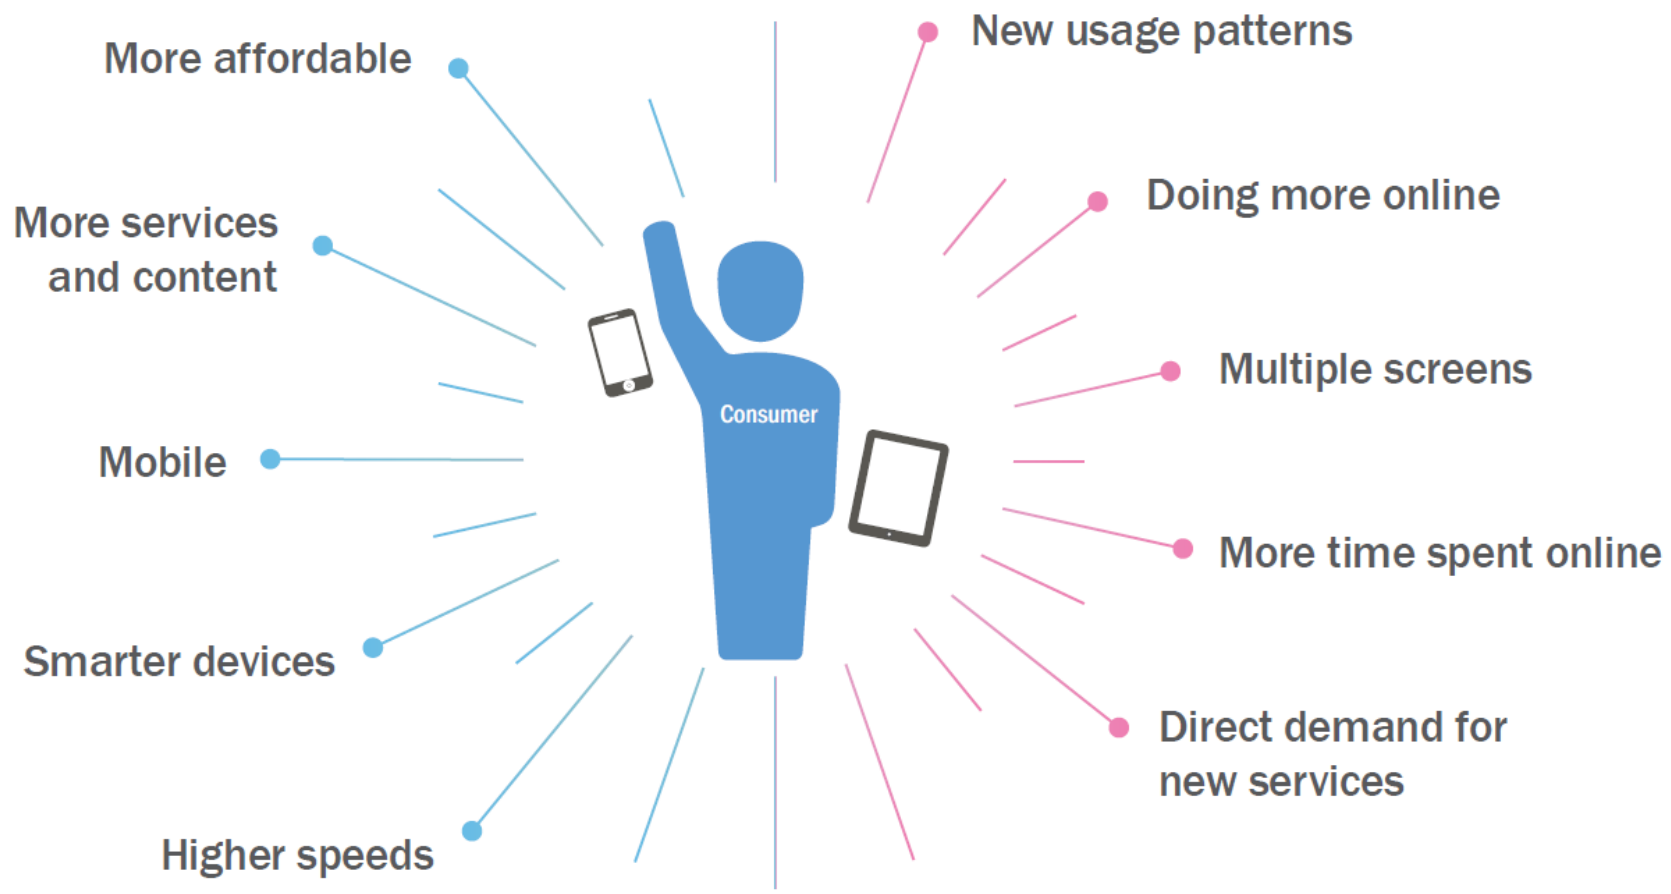 More affordable
More services
and content
Mobile
Smarter devices
Higher speeds
Consumer
New usage patterns
Doing more online
Multiple screens
More time spent online
Direct demand for
new services